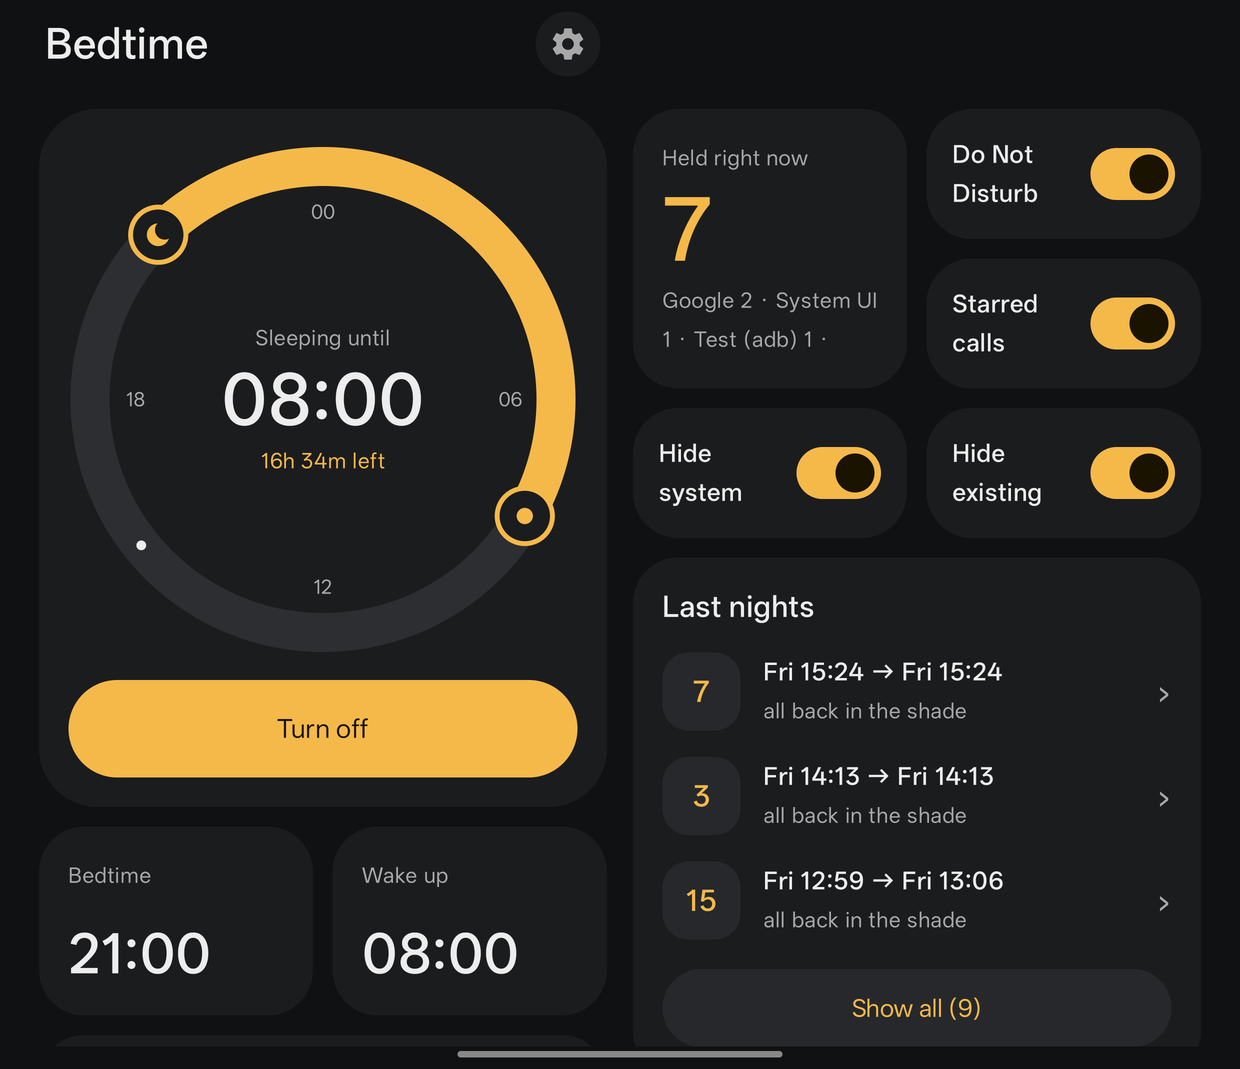 Bedtime
00
18
06
12
Sleeping until
08:00
16h 34m left
Turn off
Bedtime
21:00
Wake up
08:00
Held right now
7
Google 2 · System UI
1 · Test (adb) 1 ·
Do Not
Disturb
Starred
calls
Hide
system
Hide
existing
Last nights
7
Fri 15:24 → Fri 15:24
all back in the shade
3
Fri 14:13 → Fri 14:13
all back in the shade
15
Fri 12:59 → Fri 13:06
all back in the shade
Show all (9)